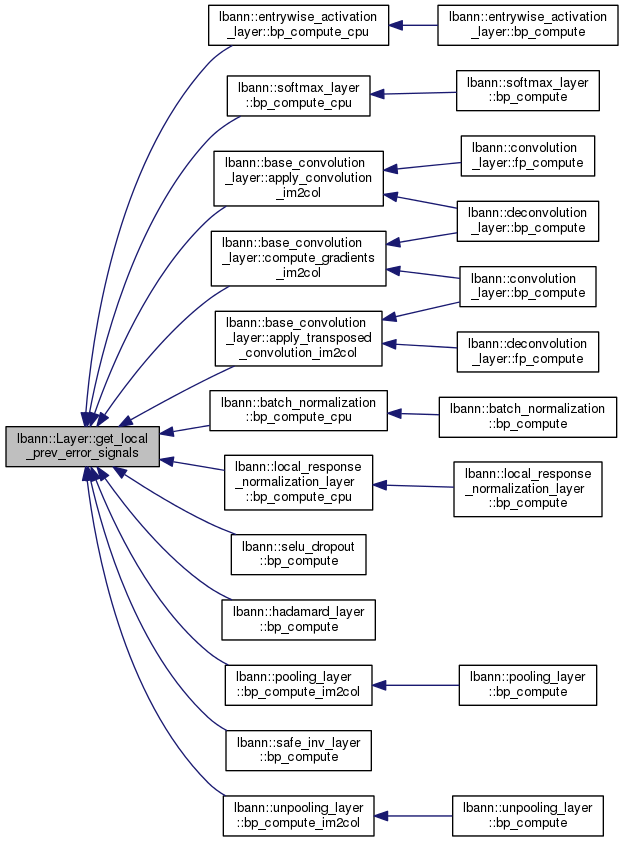 lbann::entrywise_activation
_layer::bp_compute_cpu
lbann::entrywise_activation
_layer::bp_compute
lbann::softmax_layer
::bp_compute_cpu
lbann::softmax_layer
::bp_compute
lbann::base_convolution
_layer::apply_convolution
_im2col
lbann::convolution
_layer::fp_compute
lbann::deconvolution
_layer::bp_compute
lbann::base_convolution
_layer::compute_gradients
_im2col
lbann::convolution
_layer::bp_compute
lbann::base_convolution
_layer::apply_transposed
_convolution_im2col
lbann::deconvolution
_layer::fp_compute
lbann::batch_normalization
::bp_compute_cpu
lbann::batch_normalization
::bp_compute
lbann::Layer::get_local
_prev_error_signals
lbann::local_response
_normalization_layer
::bp_compute_cpu
lbann::local_response
_normalization_layer
::bp_compute
lbann::selu_dropout
::bp_compute
lbann::hadamard_layer
::bp_compute
lbann::pooling_layer
::bp_compute_im2col
lbann::pooling_layer
::bp_compute
lbann::safe_inv_layer
::bp_compute
lbann::unpooling_layer
::bp_compute_im2col
lbann::unpooling_layer
::bp_compute